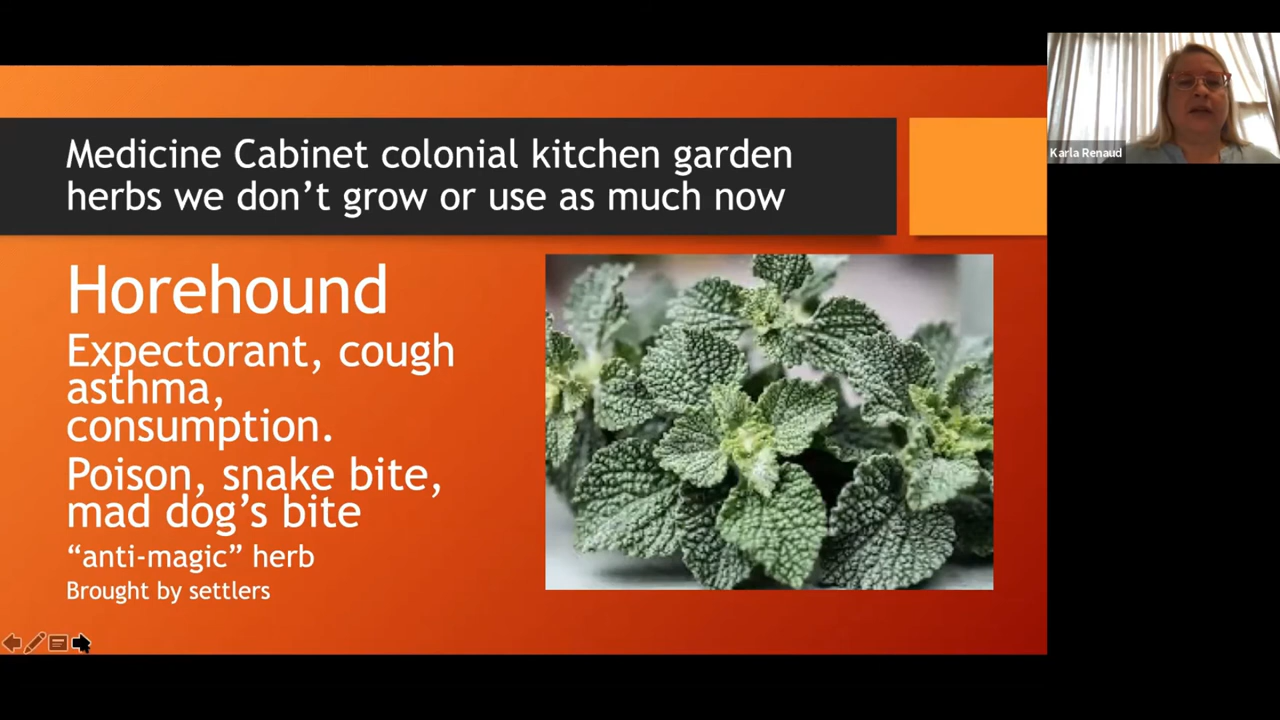 Medicine Cabinet colonial kitchen garden
herbs we don’t grow or use as much now
Horehound
Expectorant, cough
asthma,
consumption.
Poison, snake bite,
mad dog’s bite
“anti-magic” herb
Brought by settlers
Karla Renaud